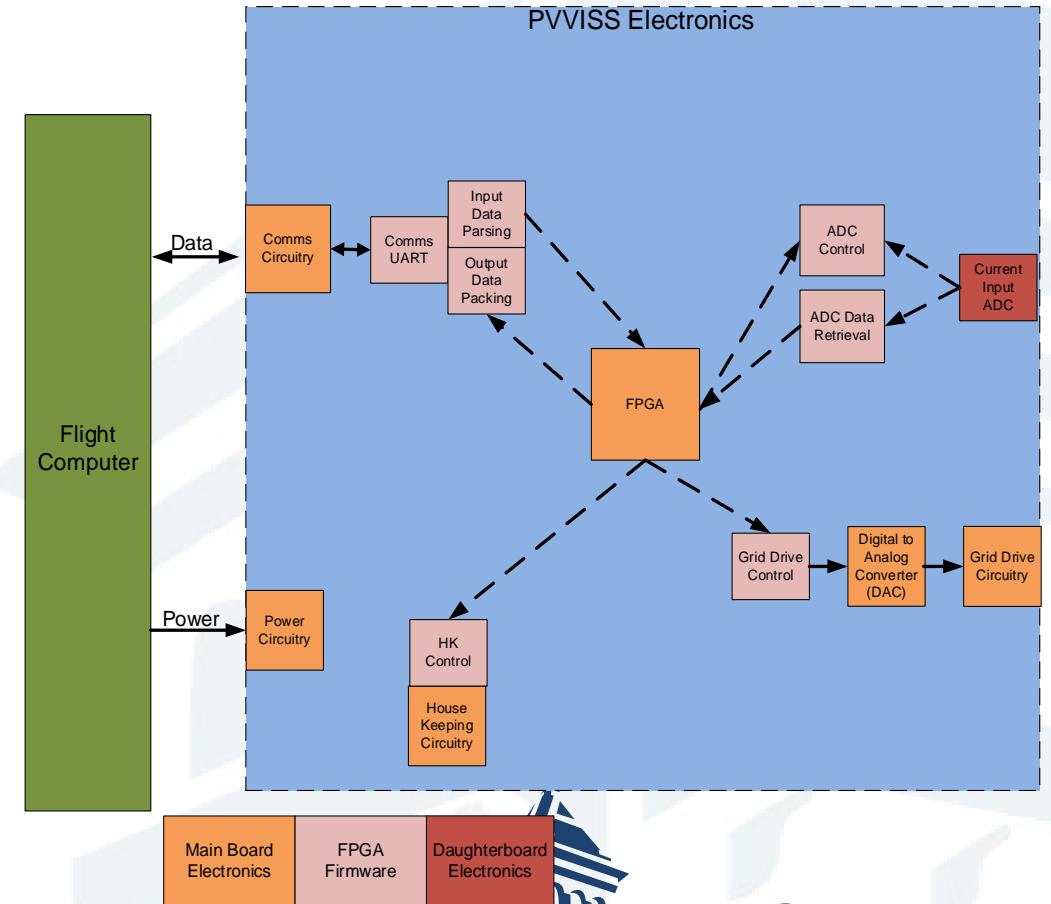 PVVISS Electronics
Flight
Computer
Data
Power
Comms
Circuitry
Comms
UART
Input
Data
Parsing
Output
Data
Packing
FPGA
ADC
Control
ADC Data
Retrieval
Current
Input
ADC
Grid Drive
Control
Digital to
Analog
Converter
(DAC)
Grid Drive
Circuitry
Power
Circuitry
HK
Control
House
Keeping
Circuitry
Main Board
Electronics
FPGA
Firmware
Daughterboard
Electronics